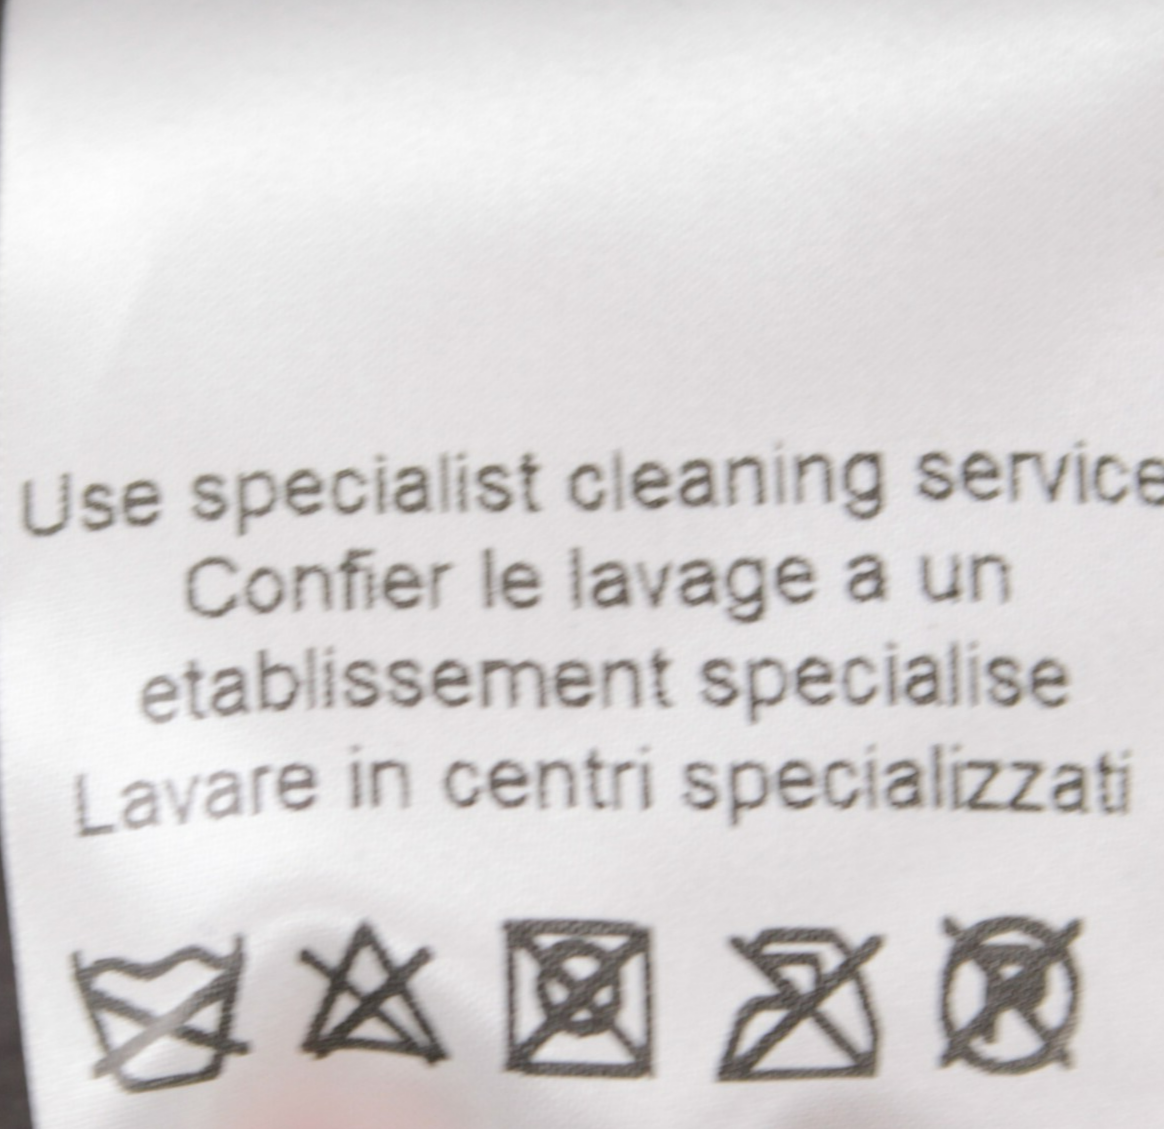 Use specialist cleaning service
Confier le lavage a un
etablissement specialise
Lavare in centri specializzati
P